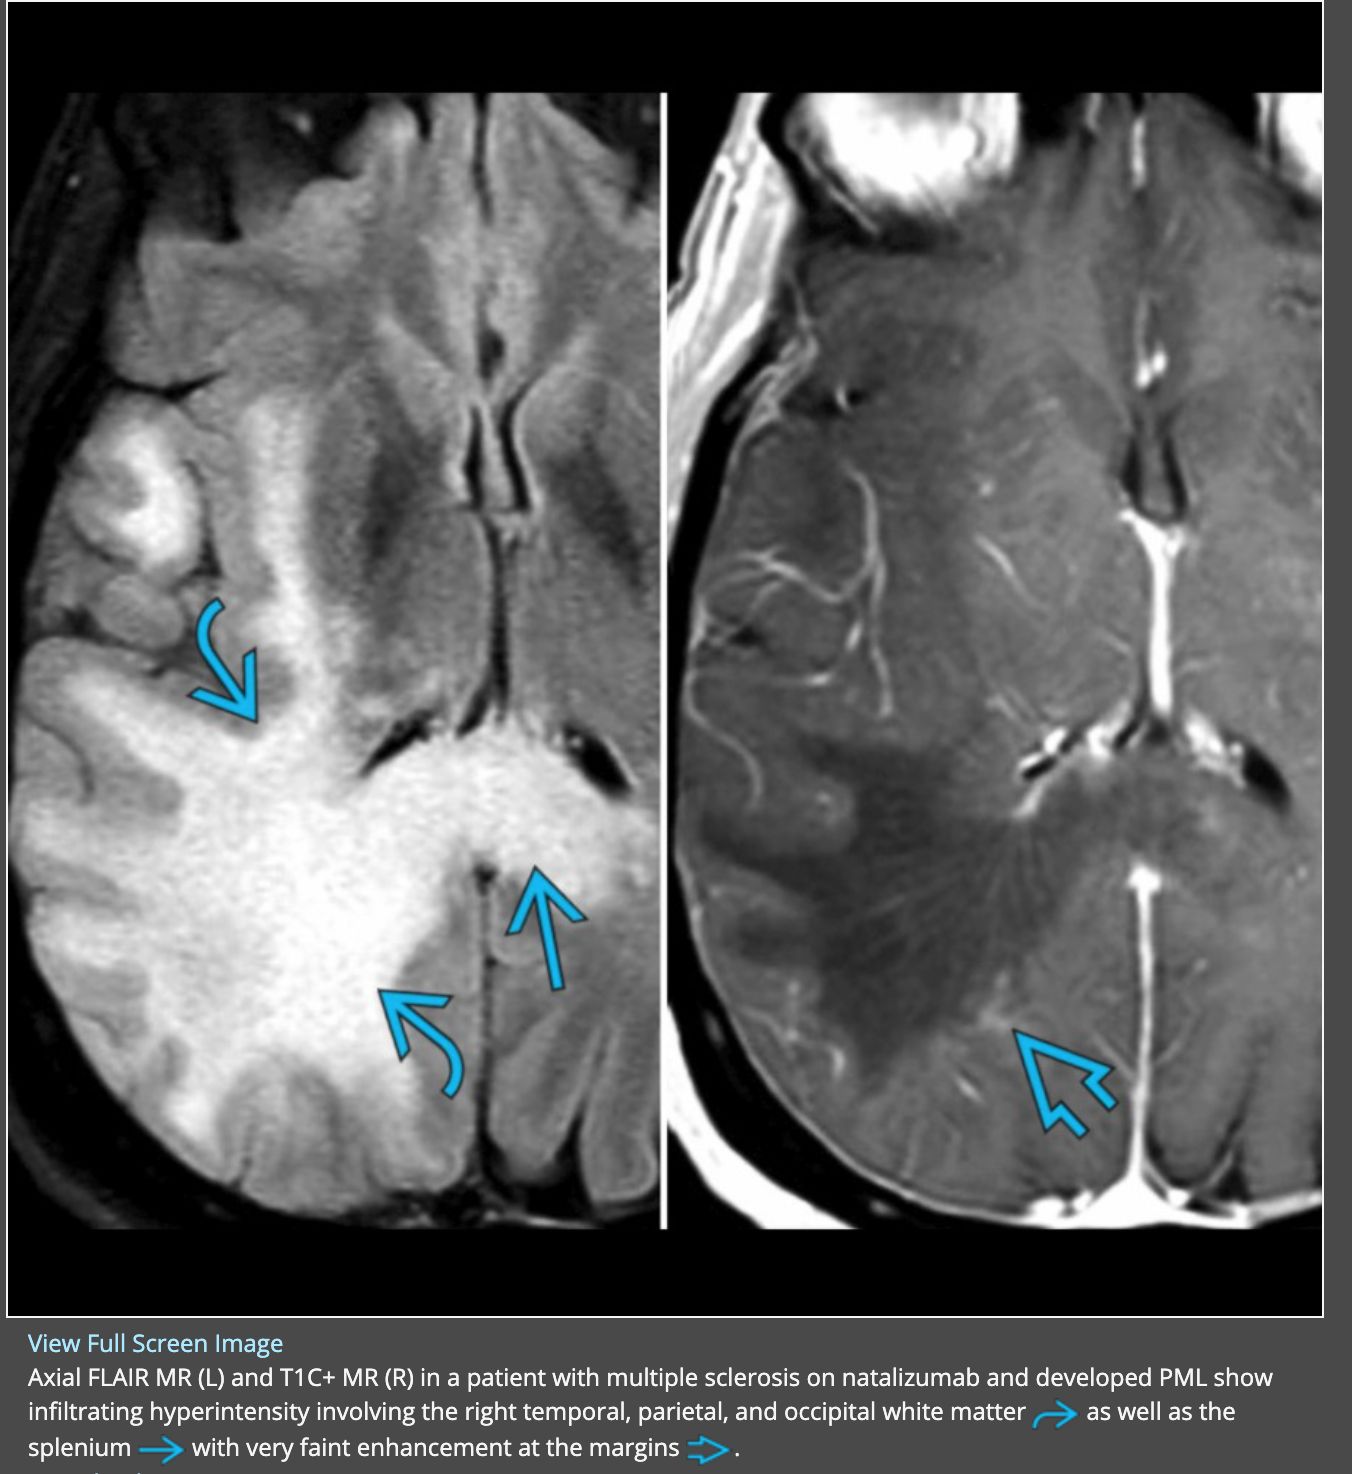 View Full Screen Image
Axial FLAIR MR (L) and T1C+ MR (R) in a patient with multiple sclerosis on natalizumab and developed PML show
infiltrating hyperintensity involving the right temporal, parietal, and occipital white matter as well as the
splenium with very faint enhancement at the margins .